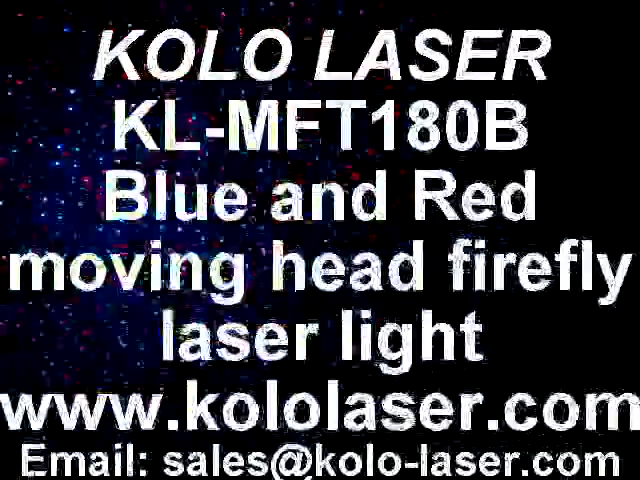 KOLO LASER
KL-MFT180B
Blue and Red
moving head firefly
laser light
www.kololaser.com
Email: sales@kolo-laser.com